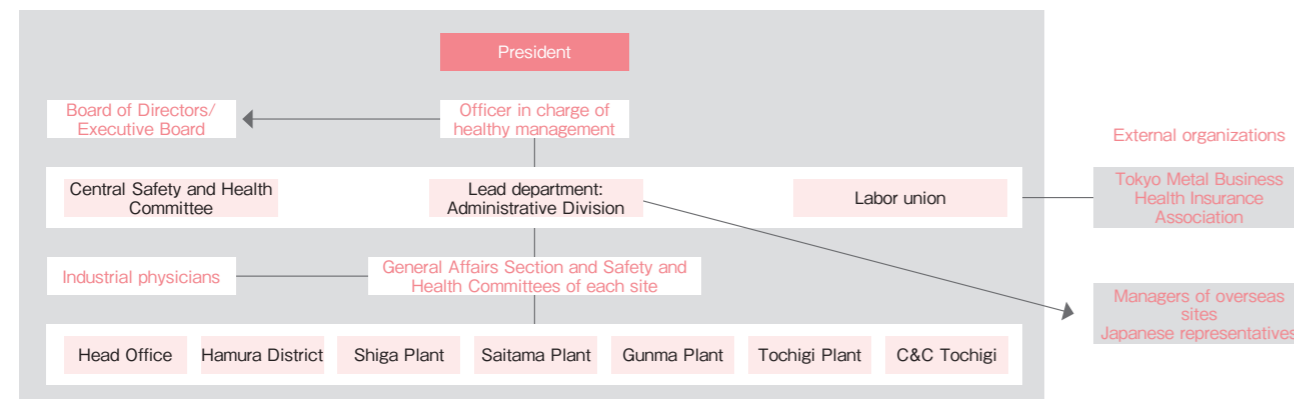 President
Board of Directors/
Executive Board
Officer in charge of
healthy management
External organizations
Central Safety and Health
Committee
Lead department:
Administrative Division
Labor union
Tokyo Metal Business
Health Insurance
Association
Industrial physicians
General Affairs Section and Safety and
Health Committees of each site
Managers of overseas
sites
Japanese representatives
Head Office
Hamura District
Shiga Plant
Saitama Plant
Gunma Plant
Tochigi Plant
C&C Tochigi